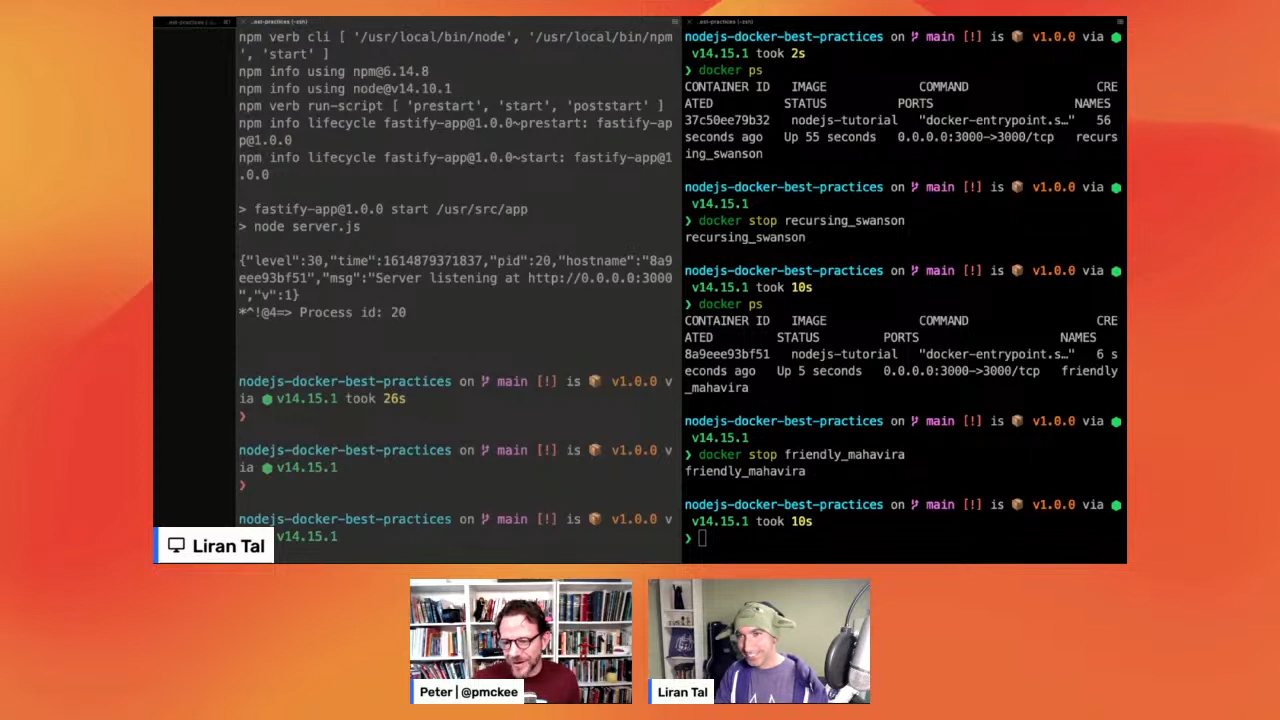 ..est-practices (-zsh)
npm verb cli [ '/usr/local/bin/node', '/usr/local/bin/npm
', 'start' ]
npm info using npm@6.14.8
npm info using node@v14.10.1
npm verb run-script [ 'prestart', 'start', 'poststart' ]
npm info lifecycle fastify-app@1.0.0~prestart: fastify-ap
p@1.0.0
npm info lifecycle fastify-app@1.0.0~start: fastify-app@1
.0.0
> fastify-app@1.0.0 start /usr/src/app
> node server.js
{"level":30,"time":1614879371837,"pid":20,"hostname":"8a9
eee93bf51","msg":"Server listening at http://0.0.0.0:3000
","v":1}
*^!@4=> Process id: 20
nodejs-docker-best-practices on main [!] is 📦 v1.0.0 v
ia ⬢ v14.15.1 took 26s
❯
nodejs-docker-best-practices on main [!] is 📦 v1.0.0 v
ia ⬢ v14.15.1
❯
nodejs-docker-best-practices on main [!] is 📦 v1.0.0 v
v14.15.1
..est-practices (-zsh)
nodejs-docker-best-practices on main [!] is 📦 v1.0.0 via ⬢
v14.15.1 took 2s
❯ docker ps
CONTAINER ID IMAGE COMMAND CRE
ATED STATUS PORTS NAMES
37c50ee79b32 nodejs-tutorial "docker-entrypoint.s…" 56
seconds ago Up 55 seconds 0.0.0.0:3000->3000/tcp recurs
ing_swanson
nodejs-docker-best-practices on main [!] is 📦 v1.0.0 via ⬢
v14.15.1
❯ docker stop recursing_swanson
recursing_swanson
nodejs-docker-best-practices on main [!] is 📦 v1.0.0 via ⬢
v14.15.1 took 10s
❯ docker ps
CONTAINER ID IMAGE COMMAND CRE
ATED STATUS PORTS NAMES
8a9eee93bf51 nodejs-tutorial "docker-entrypoint.s…" 6 s
econds ago Up 5 seconds 0.0.0.0:3000->3000/tcp friendly
_mahavira
nodejs-docker-best-practices on main [!] is 📦 v1.0.0 via ⬢
v14.15.1
❯ docker stop friendly_mahavira
friendly_mahavira
nodejs-docker-best-practices on main [!] is 📦 v1.0.0 via ⬢
v14.15.1 took 10s
❯
Liran Tal
Peter | @pmckee
Liran Tal